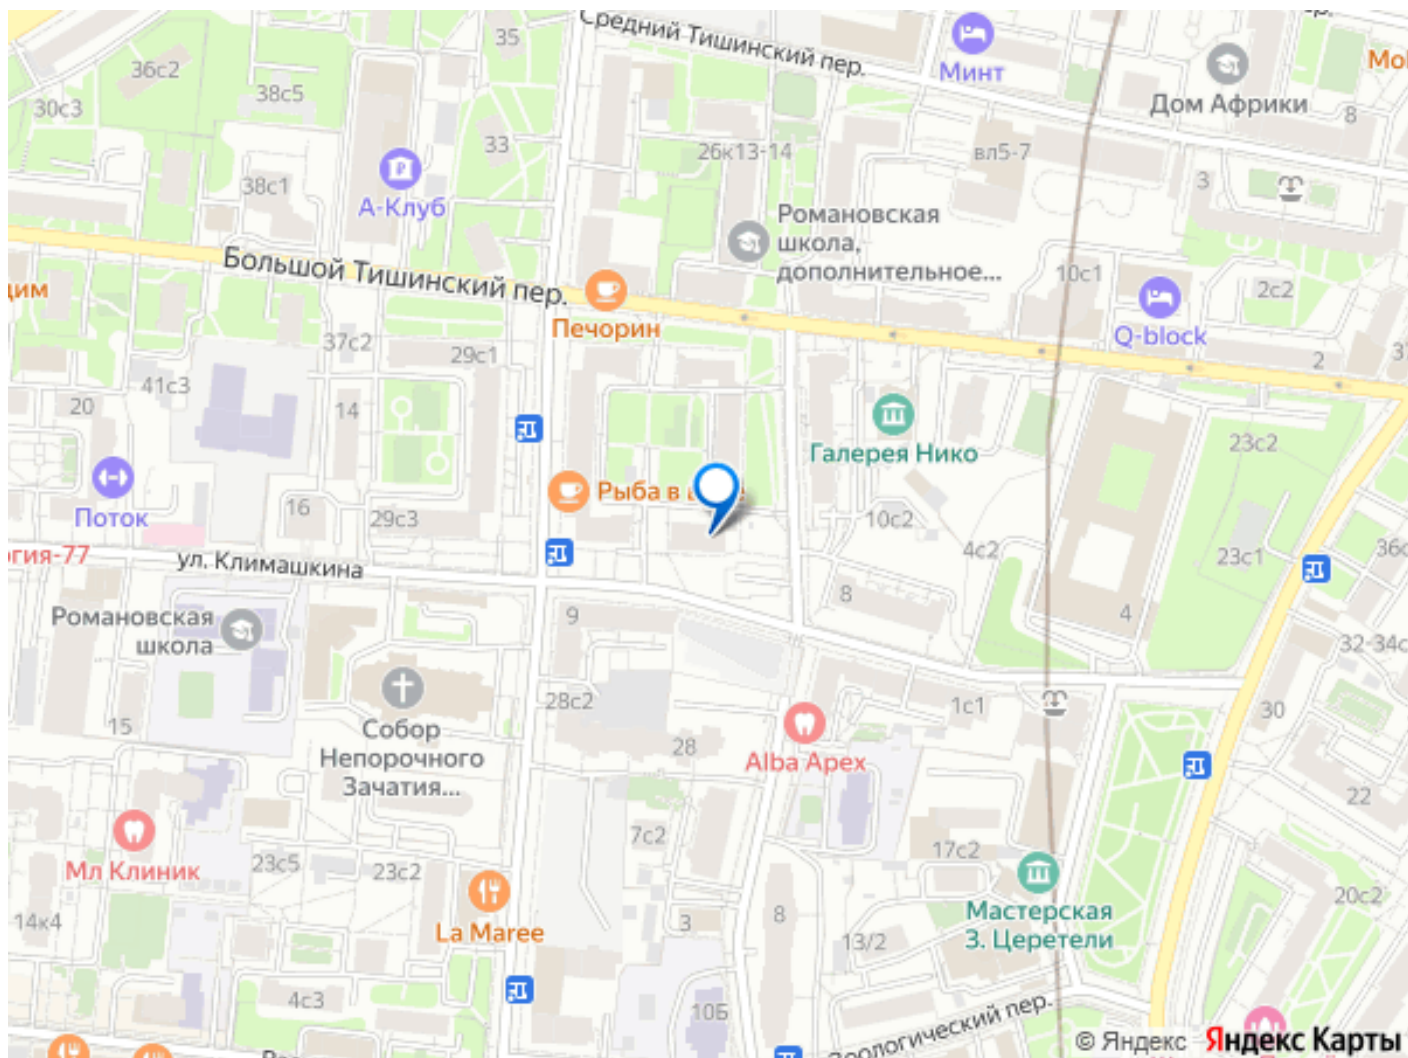 35
Средний Тишинский пер.
Минт
Дом Африки
36с2
38с5
30с3
33
26к13-14
вл5-7
8
3
38с1
А-Клуб
Романовская
школа,
дополнительное...
Большой Тишинский пер.
10с1
2с2
Печорин
Q-block
37с2
29с1
2
41с3
20
14
Галерея Нико
23с2
Поток
16
29с3
Рыба в
10с2
4с2
23с1
ул. Климашкина
Романовская
школа
9
8
4
15
Собор
Непорочного
Зачатия...
28с2
28
Alba Apex
1с1
30
22
7с2
Мл Клиник
23с5
23с2
17с2
La Maree
14к4
3
8
13/2
Мастерская
З. Церетели
20с2
4с3
10Б
Зоологический пер.
© Яндекс Яндекс Карты